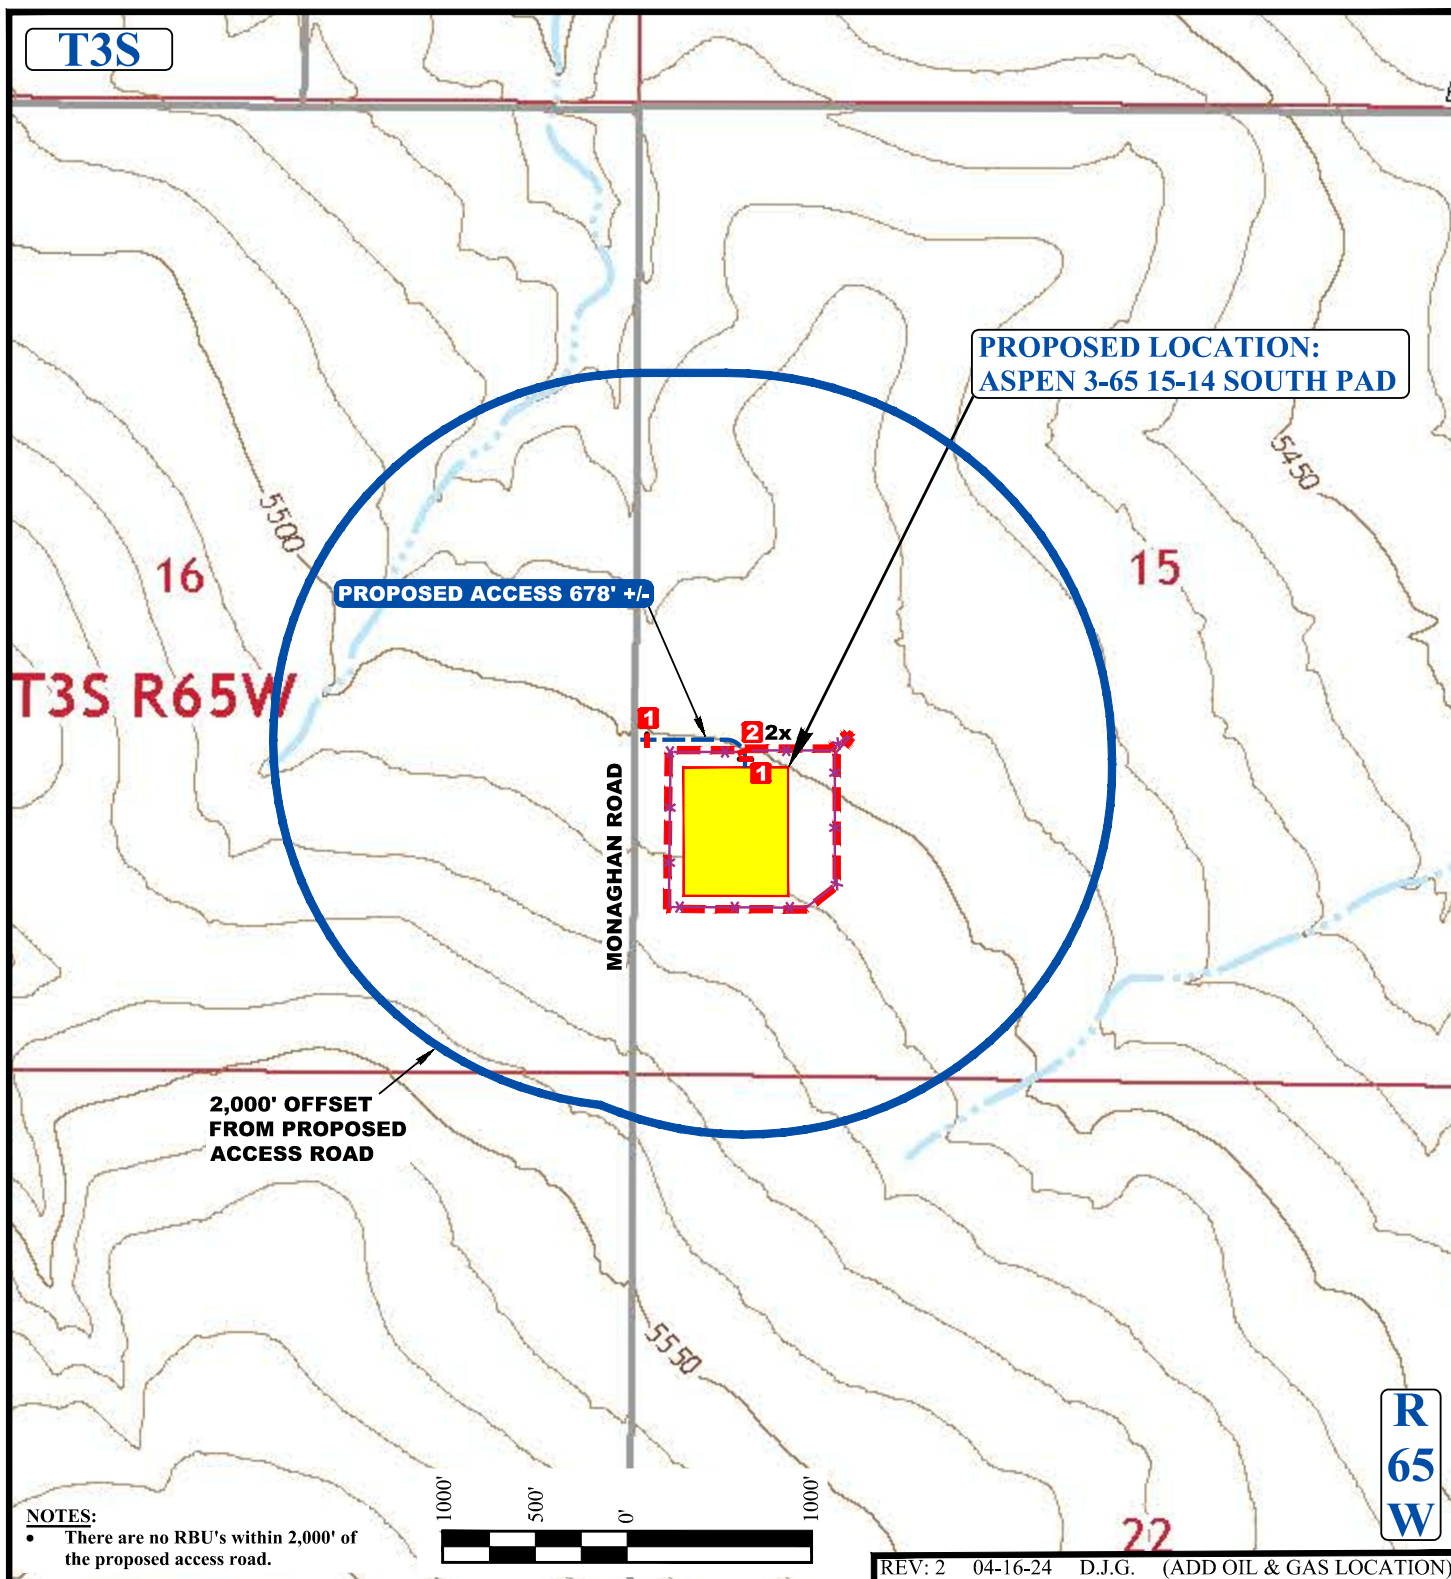 T3S
PROPOSED LOCATION:
ASPEN 3-65 15-14 SOUTH PAD
5450
5500
16
15
PROPOSED ACCESS 678' +/-
T3S R65W
1
2 2x
1
MONAGHAN ROAD
2,000' OFFSET
FROM PROPOSED
ACCESS ROAD
5550
R
65
W
1000'
500'
0'
1000'
NOTES:
• There are no RBU's within 2,000' of
the proposed access road.
22
REV: 2 04-16-24 D.J.G. (ADD OIL & GAS LOCATION)